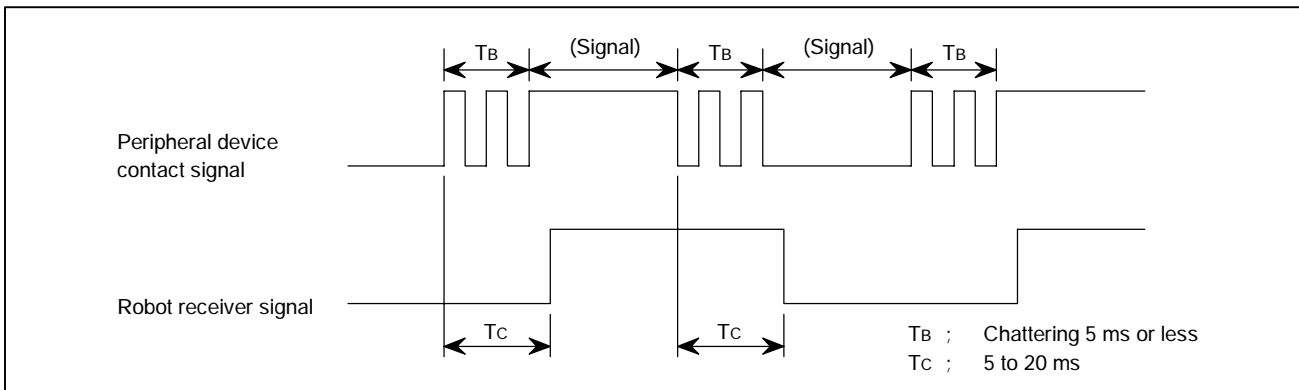 TB (Signal) TB (Signal) TB
Peripheral device
contact signal
Robot receiver signal
TC TC
TB ; Chattering 5 ms or less
TC ; 5 to 20 ms